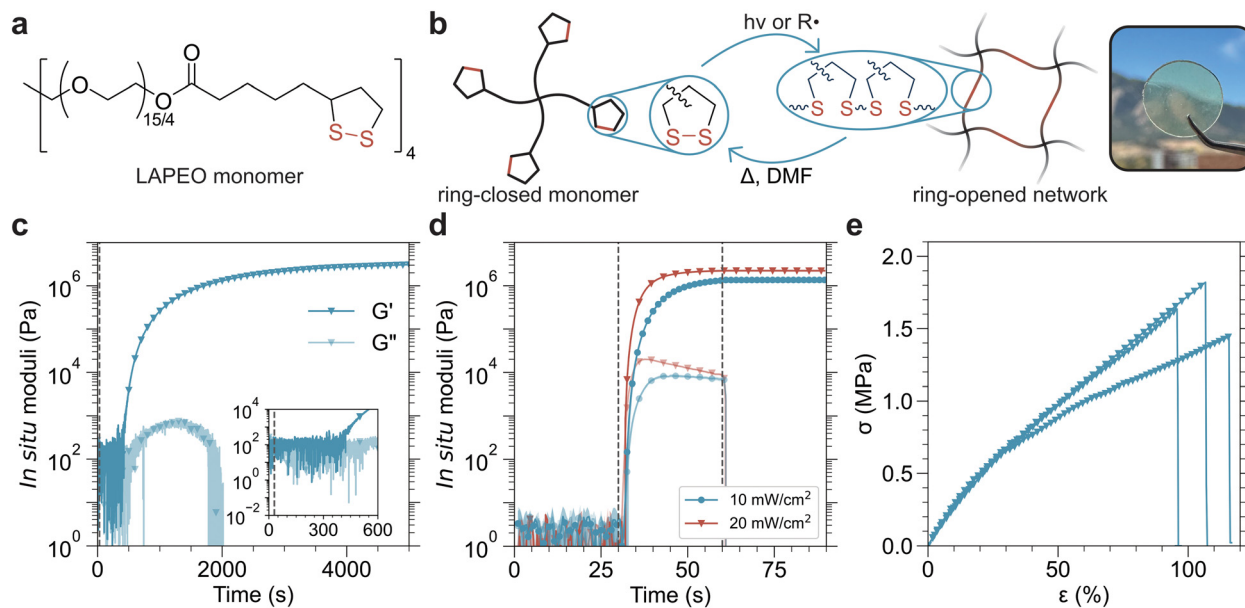 a
O
O
O
15/4
S
S
4
LAPEO monomer
b
hν or R•
S S
S S S S
Δ, DMF
ring-closed monomer
ring-opened network
c
In situ moduli (Pa)
10⁶
10⁴
10²
10⁰
G'
G"
10⁴
10²
10⁰
10⁻²
0 300 600
0 2000 4000
Time (s)
d
In situ moduli (Pa)
10⁶
10⁴
10²
10⁰
10 mW/cm²
20 mW/cm²
0 25 50 75
Time (s)
e
σ (MPa)
2.0
1.5
1.0
0.5
0.0
0 50 100
ε (%)